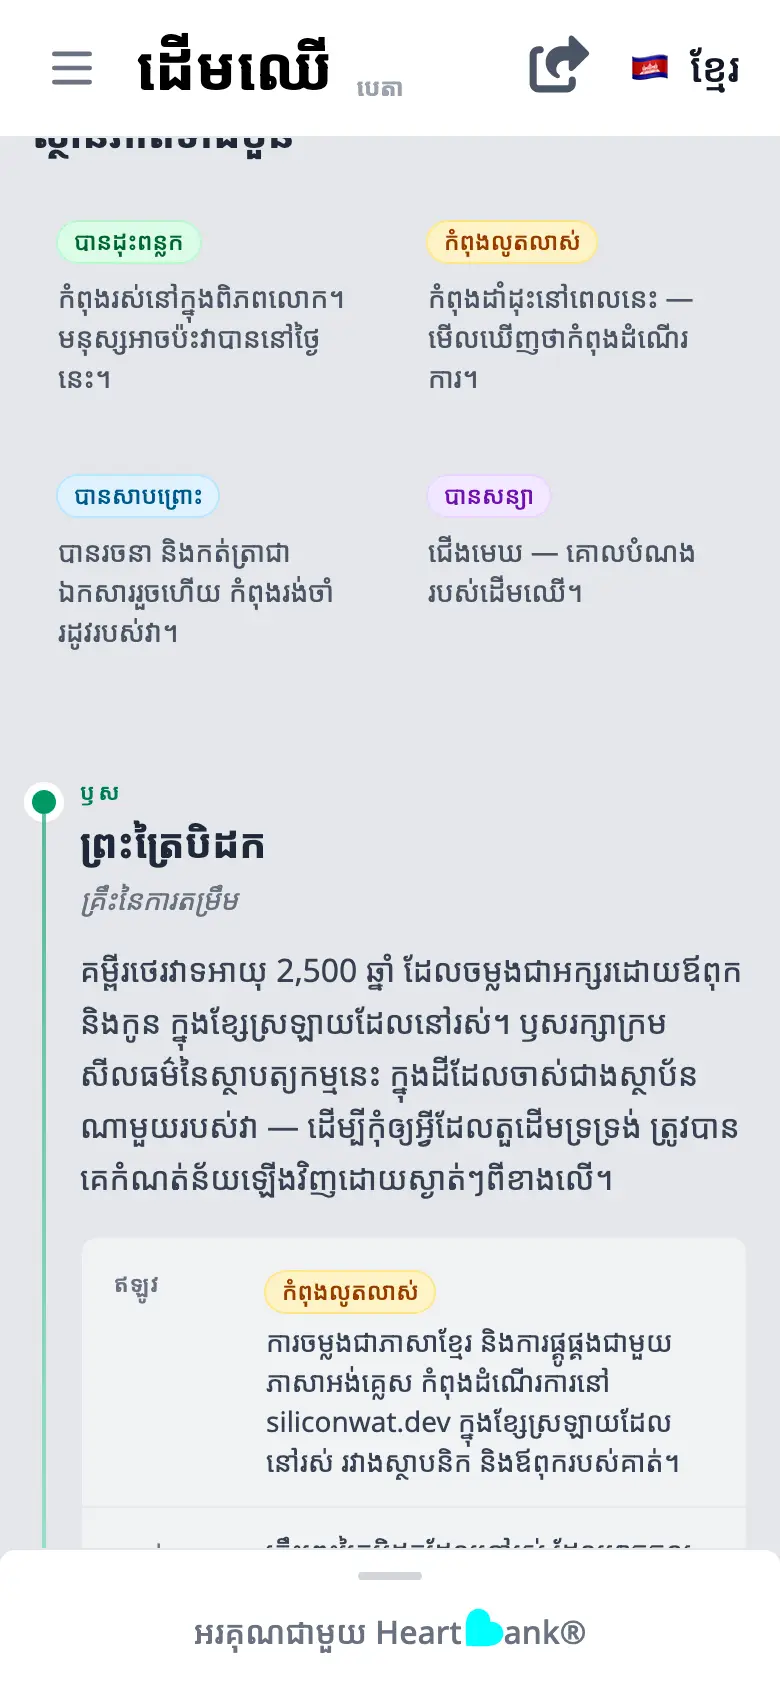 ដើមឈើ
បេតា
ខ្មែរ
ស្ថានភាពទាំងបួន
បានដុះពន្លក
កំពុងរស់នៅក្នុងពិភពលោក។
មនុស្សអាចប៉ះវាបាននៅថ្ងៃ
នេះ។
កំពុងលូតលាស់
កំពុងដាំដុះនៅពេលនេះ —
មើលឃើញថាកំពុងដំណើរ
ការ។
បានសាបព្រោះ
បានរចនា និងកត់ត្រាជា
ឯកសាររួចហើយ កំពុងរង់ចាំ
រដូវរបស់វា។
បានសន្យា
ជើងមេឃ — គោលបំណង
របស់ដើមឈើ។
ឫស
ព្រះត្រៃបិដក
គ្រឹះនៃការតម្រឹម
គម្ពីរថេរវាទអាយុ 2,500 ឆ្នាំ ដែលចម្លងជាអក្សរដោយឪពុក
និងកូន ក្នុងខ្សែស្រឡាយដែលនៅរស់។ ឫសរក្សាក្រម
សីលធម៌នៃស្ថាបត្យកម្មនេះ ក្នុងដីដែលចាស់ជាងស្ថាប័ន
ណាមួយរបស់វា — ដើម្បីកុំឲ្យអ្វីដែលតួដើមទ្រទ្រង់ ត្រូវបាន
គេកំណត់ន័យឡើងវិញដោយស្ងាត់ៗពីខាងលើ។
ឥឡូវ
កំពុងលូតលាស់
ការចម្លងជាភាសាខ្មែរ និងការផ្គូផ្គងជាមួយ
ភាសាអង់គ្លេស កំពុងដំណើរការនៅ
siliconwat.dev ក្នុងខ្សែស្រឡាយដែល
នៅរស់ រវាងស្ថាបនិក និងឪពុករបស់គាត់។
អរគុណជាមួយ Heart ank®